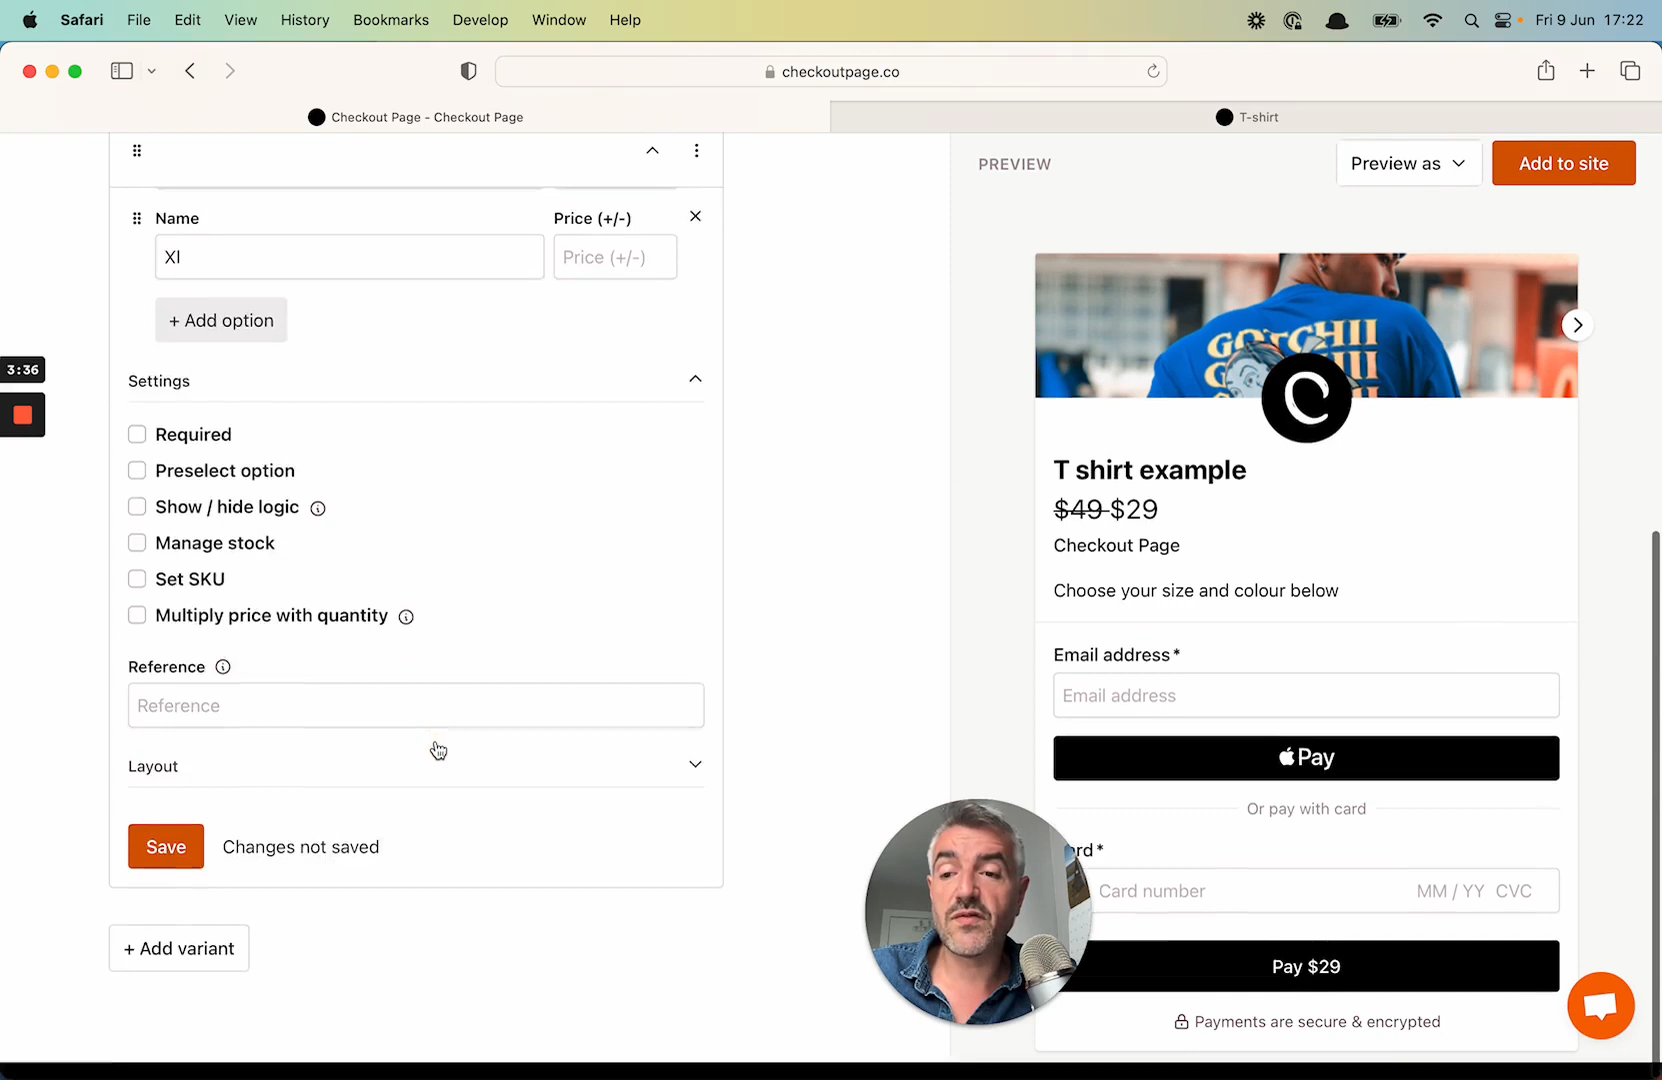 Safari File Edit View History Bookmarks Develop Window Help Fri 9 Jun 17:22
checkoutpage.co
Checkout Page - Checkout Page
T-shirt
Name Price (+/-)
Xl Price (+/-)
+ Add option
3:36
Settings
Required
Preselect option
Show / hide logic
Manage stock
Set SKU
Multiply price with quantity
Reference
Reference
Layout
Save Changes not saved
+ Add variant
PREVIEW Preview as Add to site
GOTCHII
T shirt example
$49 $29
Checkout Page
Choose your size and colour below
Email address*
Email address
Pay
Or pay with card
rd*
Card number MM / YY CVC
Pay $29
Payments are secure & encrypted